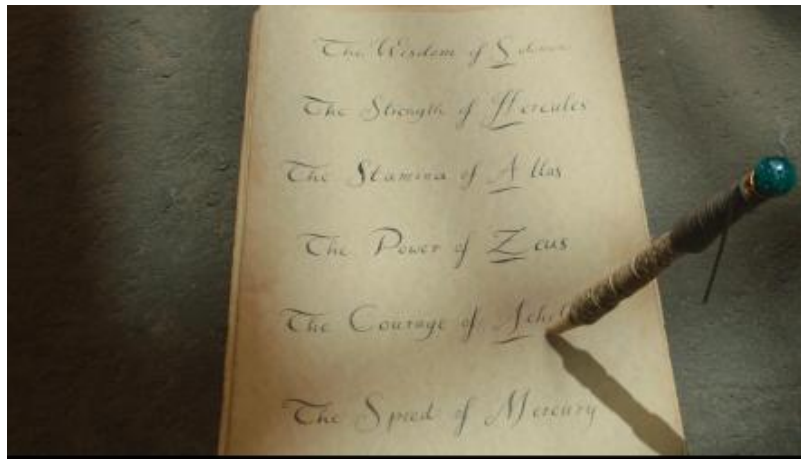 The Wisdom of Solomon
The Strength of Hercules
The Stamina of Atlas
The Power of Zeus
The Courage of
The Speed of Mercury